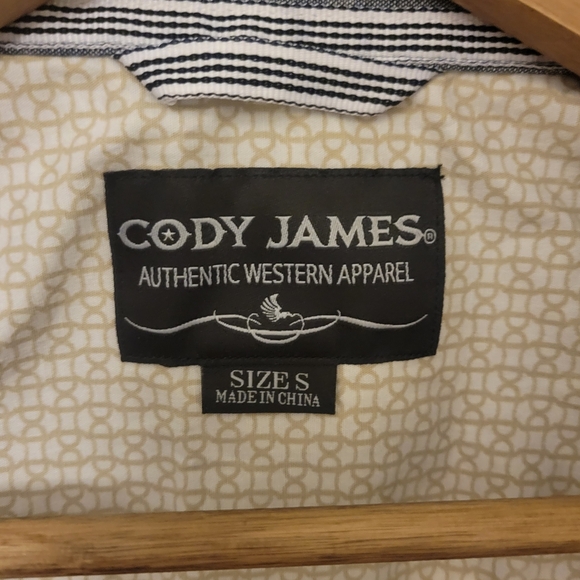 CODY JAMES®
AUTHENTIC WESTERN APPAREL
SIZE S
MADE IN CHINA